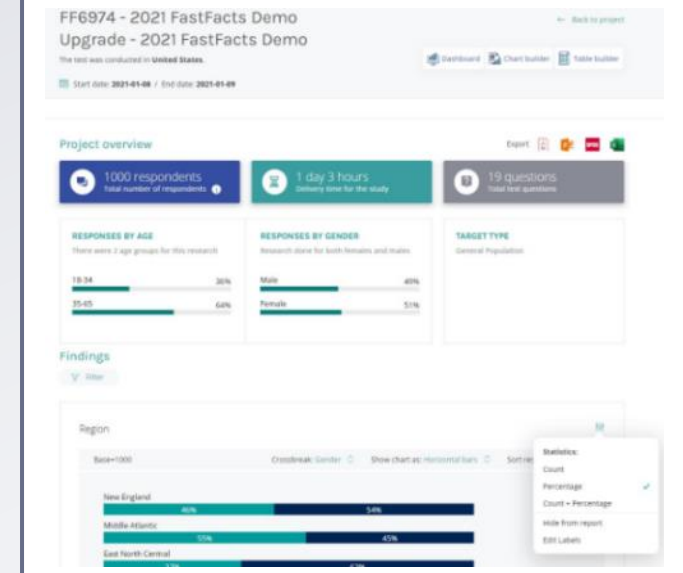 FF6974 - 2021 FastFacts Demo
Upgrade - 2021 FastFacts Demo
← Back to project
The test was conducted in United States.
Dashboard Chart builder Table builder
Start date: 2021-01-08 / End date: 2021-01-09
Project overview
Export
1000 respondents
Total number of respondents
1 day 3 hours
Delivery time for the study
19 questions
Total test questions
RESPONSES BY AGE
There were 2 age groups for this research
18-34 36%
35-65 64%
RESPONSES BY GENDER
Research done for both females and males
Male 49%
Female 51%
TARGET TYPE
General Population
Findings
Filter
Region
Base=1000
Crossbreak: Gender
Show chart as: Horizontal bars
Sort
Statistics:
Count
Percentage
Count + Percentage
Hide from report
Edit Labels
New England
46% 54%
Middle Atlantic
55% 45%
East North Central